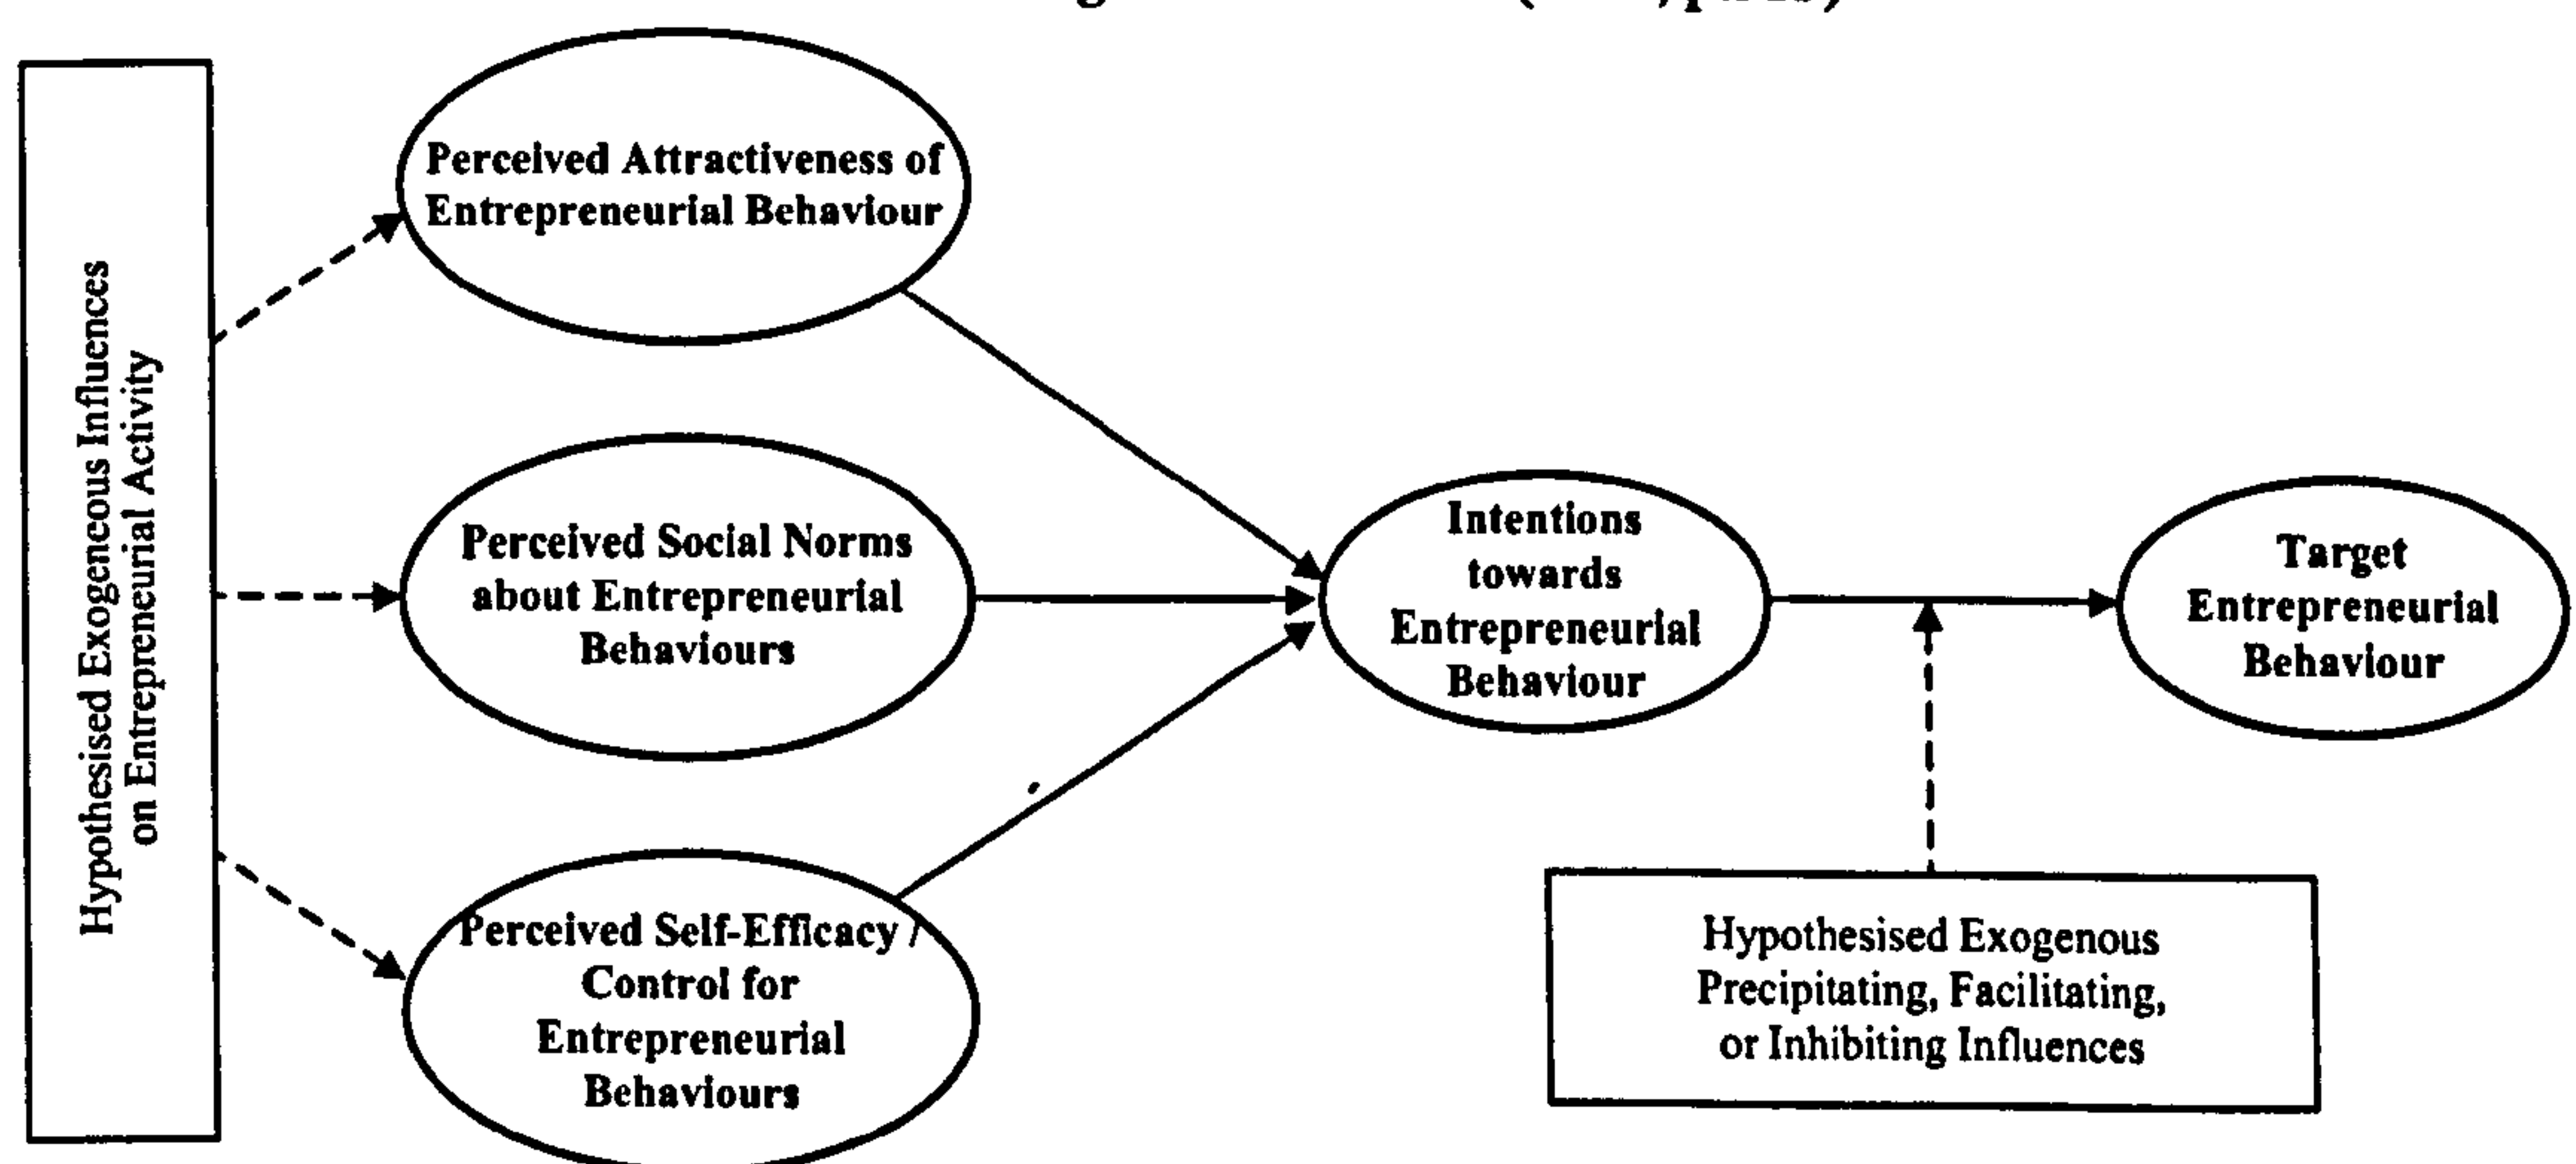 Hypothesised Exogeneous Influences
on Entrepreneurial Activity
Perceived Attractiveness of
Entrepreneurial Behaviour
Perceived Social Norms
about Entrepreneurial
Behaviours
Perceived Self-Efficacy /
Control for
Entrepreneurial
Behaviours
Intentions
towards
Entrepreneurial
Behaviour
Target
Entrepreneurial
Behaviour
Hypothesised Exogenous
Precipitating, Facilitating,
or Inhibiting Influences